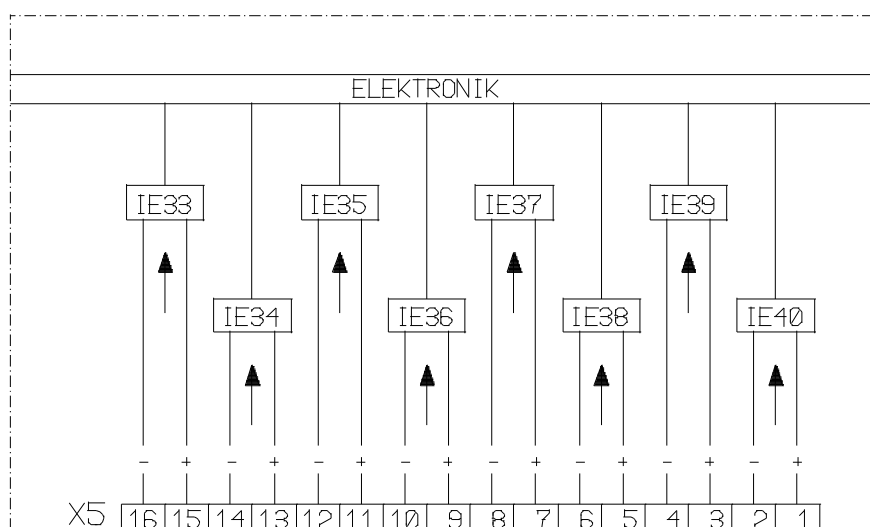 ELEKTRONIK
IE33 IE35 IE37 IE39
IE34 IE36 IE38 IE40
- + - + - + - + - + - + - + - +
X5 16 15 14 13 12 11 10 9 8 7 6 5 4 3 2 1